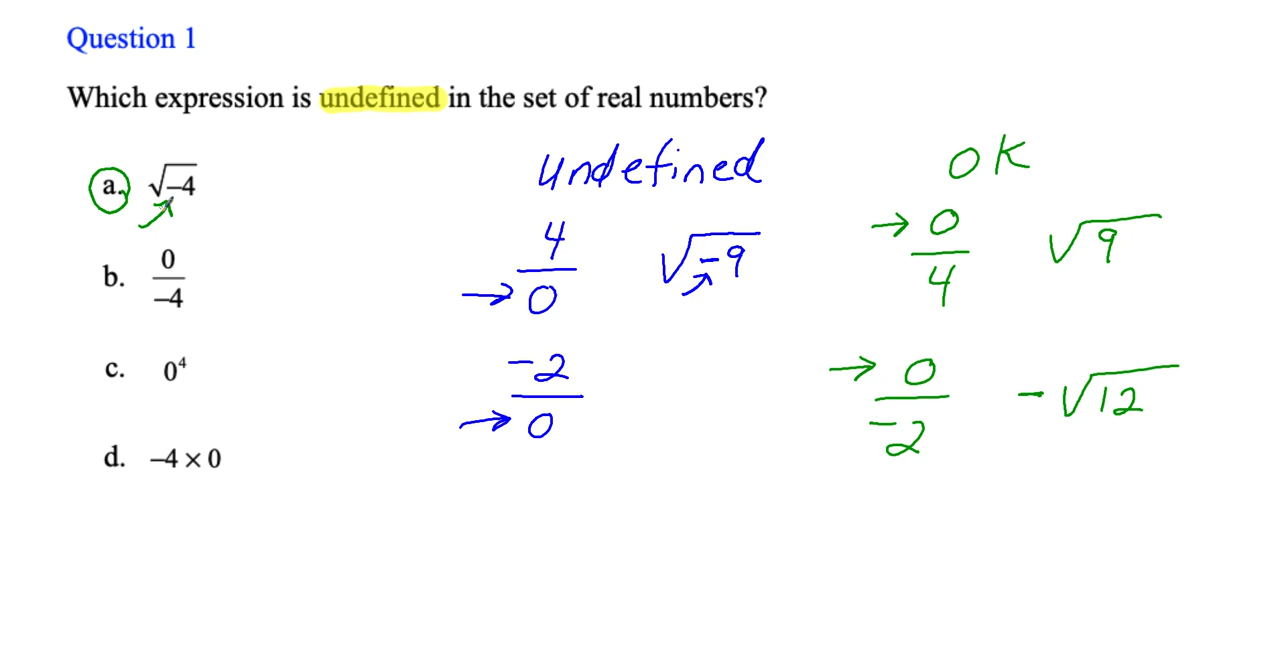 Question 1
Which expression is undefined in the set of real numbers?
a. √−4
b. 0/−4
c. 0⁴
d. −4 × 0
undefined
4/0 √−9
−2/0
OK
→ 0/4 √9
→ 0/−2 −√12